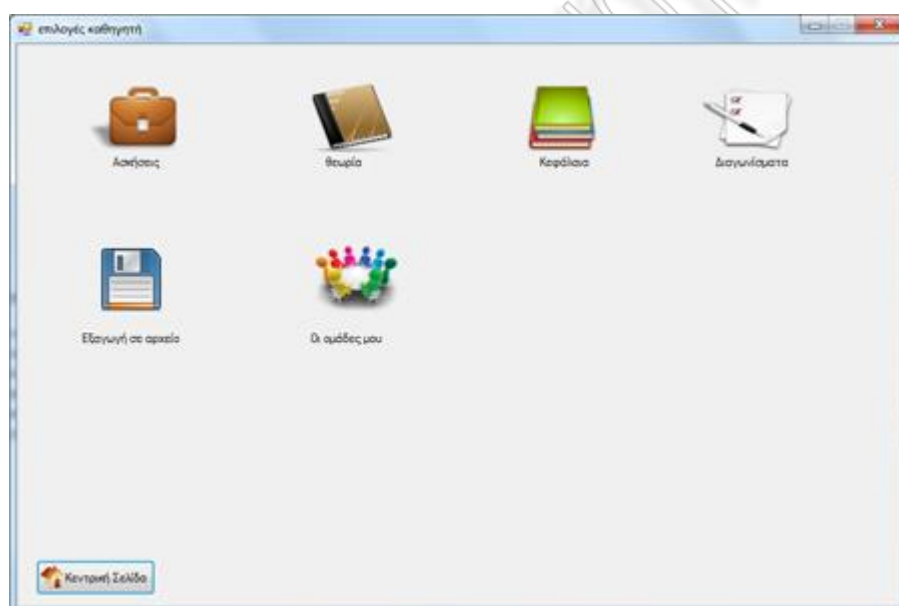 επιλογές καθηγητή
Ασκήσεις
θεωρία
Κεφάλαια
Διαγωνίσματα
Εξαγωγή σε αρχείο
Οι ομάδες μου
Κεντρική Σελίδα